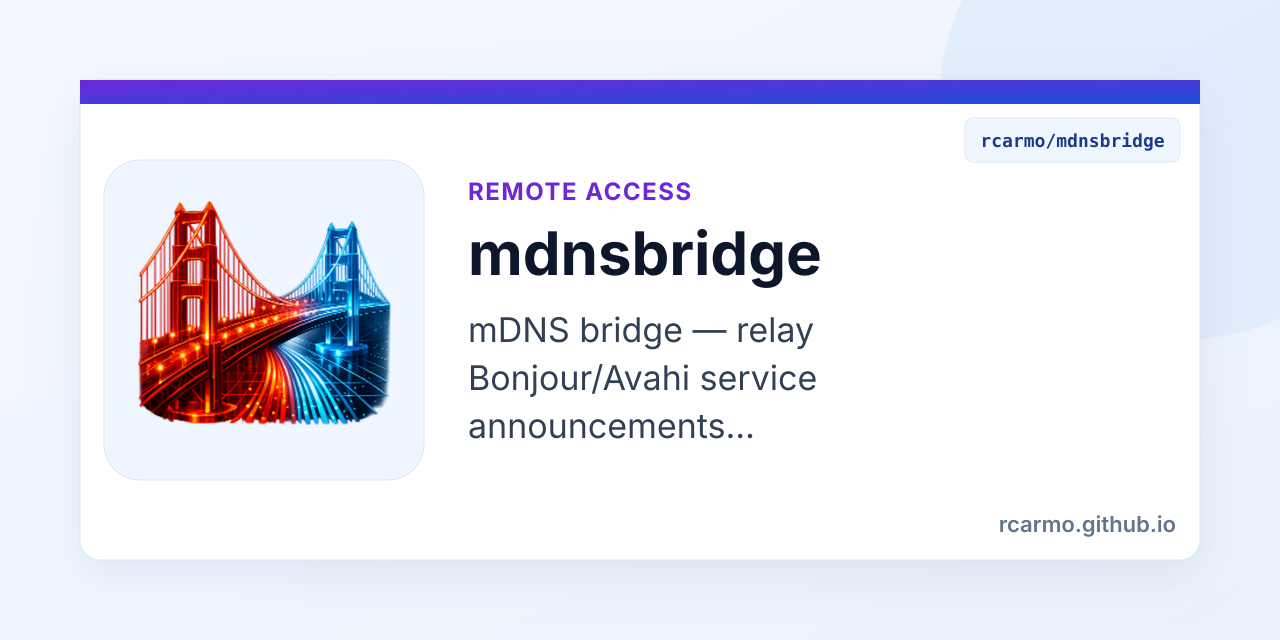 rcarmo/mdnsbridge
REMOTE ACCESS
mdnsbridge
mDNS bridge — relay
Bonjour/Avahi service
announcements...
rcarmo.github.io